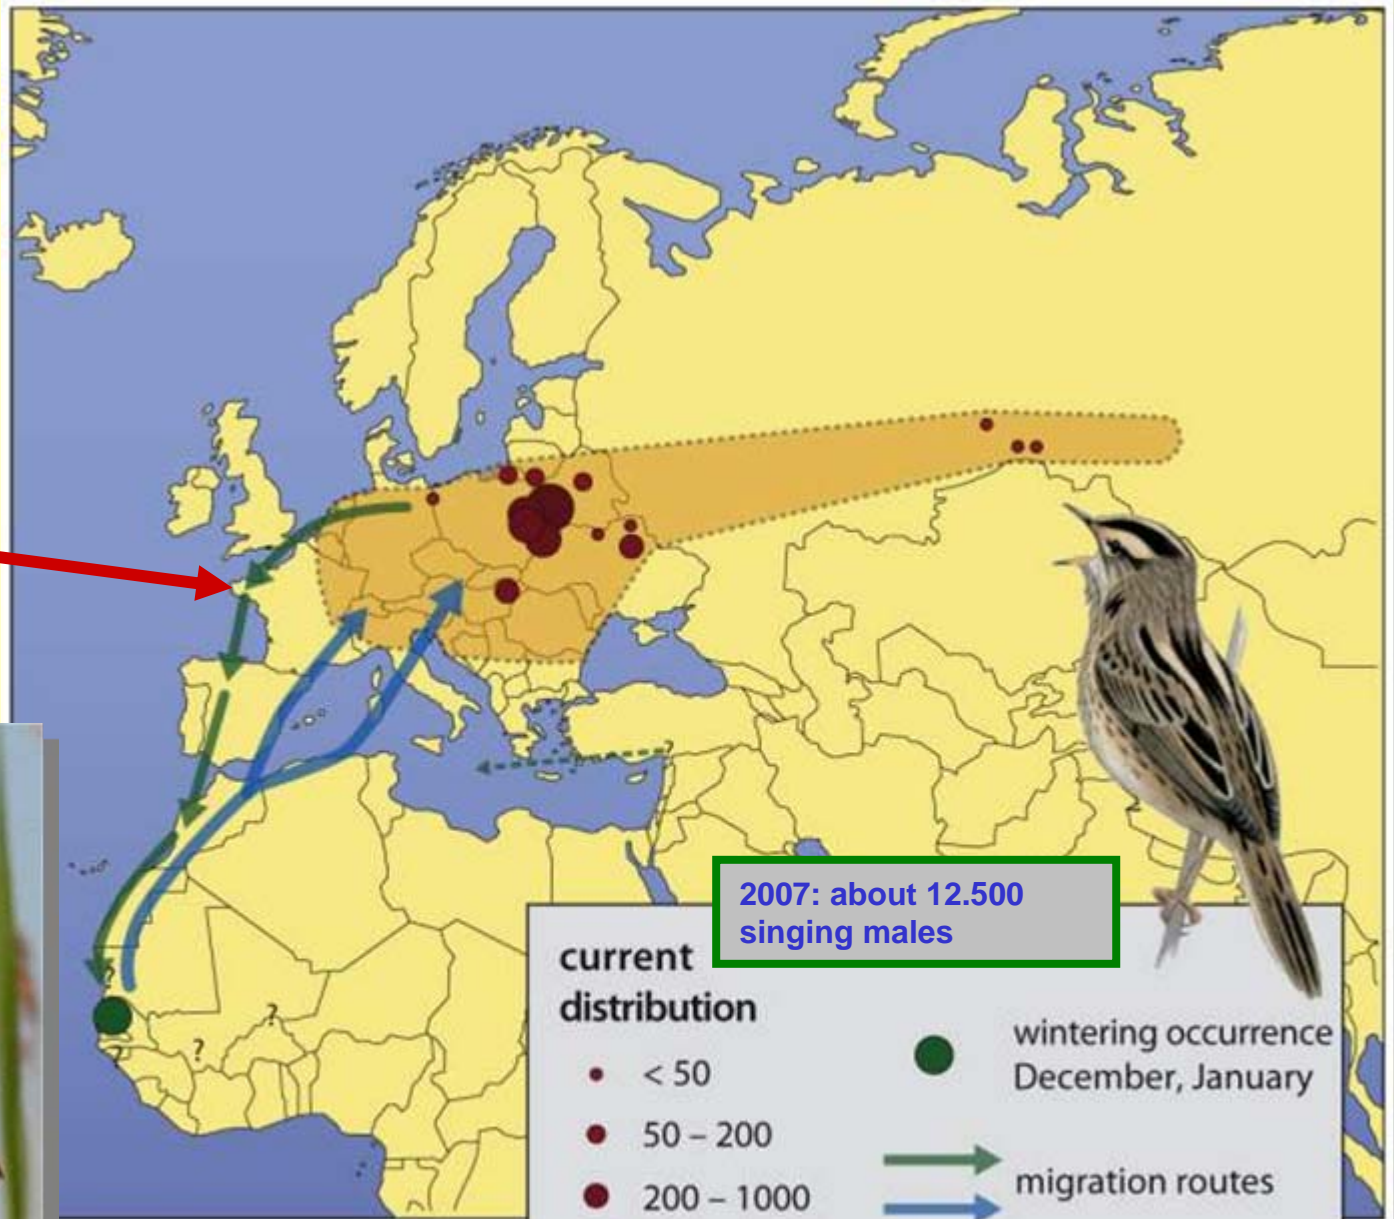 ?
?
?
?
?
2007: about 12.500
singing males
current
distribution
< 50
50 – 200
200 – 1000
wintering occurrence
December, January
migration routes